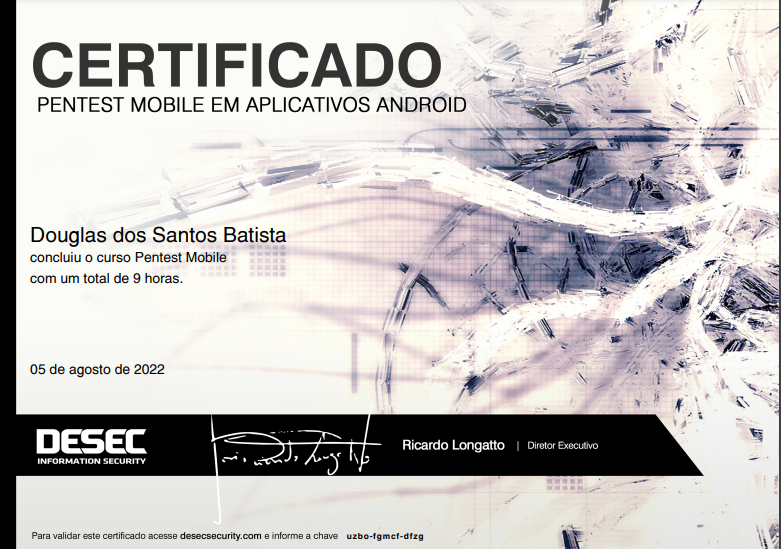 CERTIFICADO
PENTEST MOBILE EM APLICATIVOS ANDROID
Douglas dos Santos Batista
concluiu o curso Pentest Mobile
com um total de 9 horas.
05 de agosto de 2022
DESEC
INFORMATION SECURITY
Ricardo Longatto | Diretor Executivo
Para validar este certificado acesse desecsecurity.com e informe a chave uzbo-fgmcf-dfzg